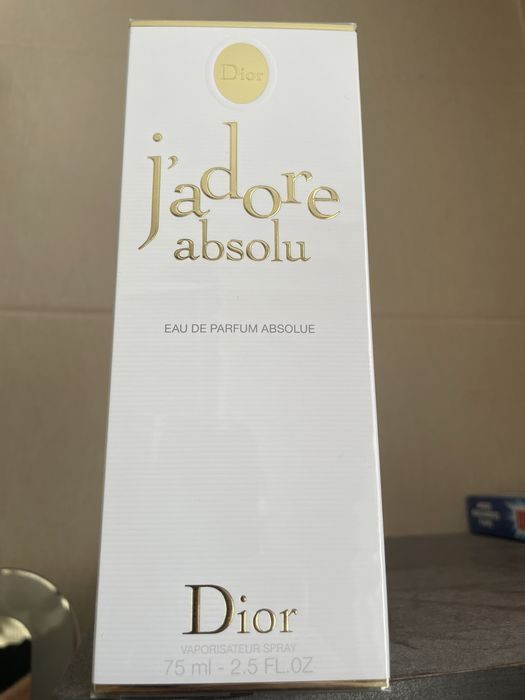 Dior
j'adore
absolu
EAU DE PARFUM ABSOLUE
Dior
VAPORISATEUR SPRAY
75 ml - 2.5 FL.OZ